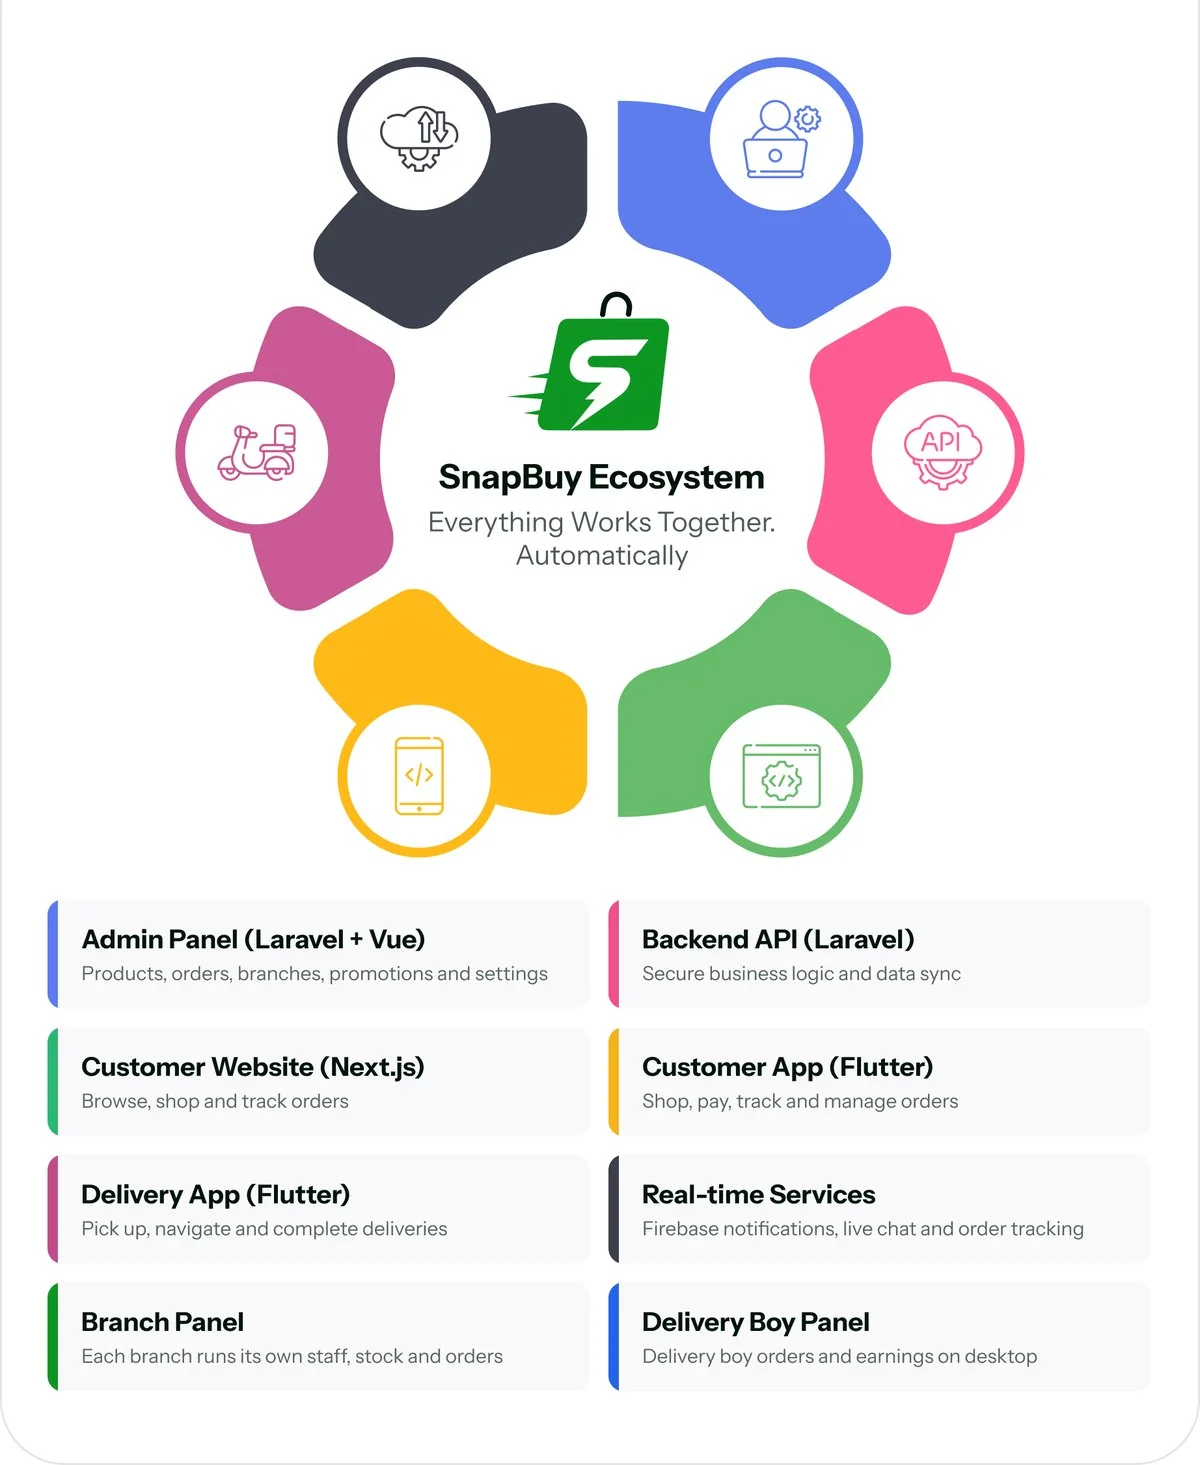 API
SnapBuy Ecosystem
Everything Works Together.
Automatically
Admin Panel (Laravel + Vue)
Products, orders, branches, promotions and settings
Backend API (Laravel)
Secure business logic and data sync
Customer Website (Next.js)
Browse, shop and track orders
Customer App (Flutter)
Shop, pay, track and manage orders
Delivery App (Flutter)
Pick up, navigate and complete deliveries
Real-time Services
Firebase notifications, live chat and order tracking
Branch Panel
Each branch runs its own staff, stock and orders
Delivery Boy Panel
Delivery boy orders and earnings on desktop